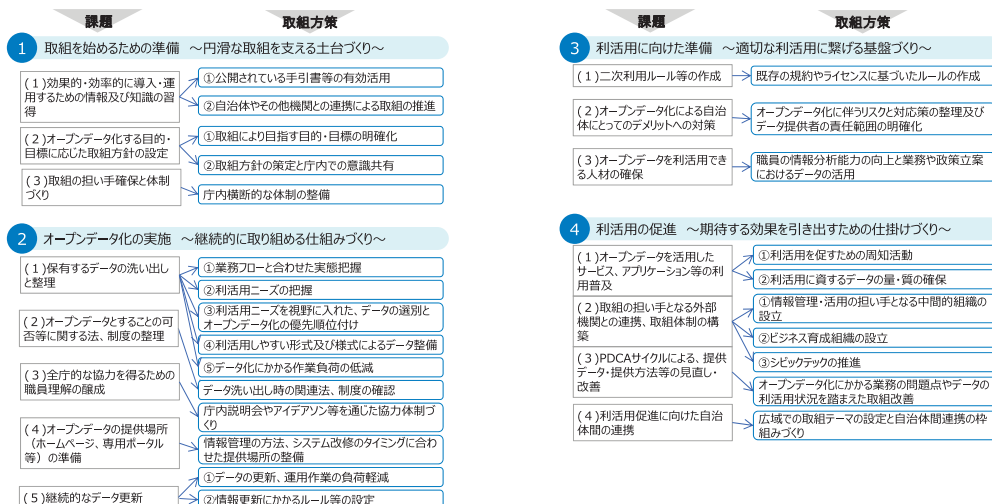 課題
取組方策
1 取組を始めるための準備 ～円滑な取組を支える土台づくり～
(1)効果的・効率的に導入・運
用するための情報及び知識の習
得
①公開されている手引書等の有効活用
②自治体やその他機関との連携による取組の推進
(2)オープンデータ化する目的・
目標に応じた取組方針の設定
①取組により目指す目的・目標の明確化
②取組方針の策定と庁内での意識共有
(3)取組の担い手確保と体制
づくり
庁内横断的な体制の整備
2 オープンデータ化の実施 ～継続的に取り組める仕組みづくり～
(1)保有するデータの洗い出し
と整理
①業務フローと合わせた実態把握
②利活用ニーズの把握
③利活用ニーズを視野に入れた、データの選別と
オープンデータ化の優先順位付け
④利活用しやすい形式及び様式によるデータ整備
⑤データ化にかかる作業負荷の低減
(2)オープンデータとすることの可
否等に関する法、制度の整理
データ洗い出し時の関連法、制度の確認
(3)全庁的な協力を得るための
職員理解の醸成
庁内説明会やアイデアソン等を通じた協力体制づ
くり
(4)オープンデータの提供場所
（ホームページ、専用ポータル
等）の準備
情報管理の方法、システム改修のタイミングに合わ
せた提供場所の整備
(5)継続的なデータ更新
①データの更新、運用作業の負荷軽減
②情報更新にかかるルール等の設定
課題
取組方策
3 利活用に向けた準備 ～適切な利活用に繋げる基盤づくり～
(1)二次利用ルール等の作成
既存の規約やライセンスに基づいたルールの作成
(2)オープンデータ化による自治
体にとってのデメリットへの対策
オープンデータ化に伴うリスクと対応策の整理及び
データ提供者の責任範囲の明確化
(3)オープンデータを利活用でき
る人材の確保
職員の情報分析能力の向上と業務や政策立案
におけるデータの活用
4 利活用の促進 ～期待する効果を引き出すための仕掛けづくり～
(1)オープンデータを活用した
サービス、アプリケーション等の利
用普及
①利活用を促すための周知活動
②利活用に資するデータの量・質の確保
(2)取組の担い手となる外部
機関との連携、取組体制の構
築
①情報管理・活用の担い手となる中間的組織の
設立
②ビジネス育成組織の設立
③シビックテックの推進
(3)PDCAサイクルによる、提供
データ・提供方法等の見直し・
改善
オープンデータ化にかかる業務の問題点やデータの
利活用状況を踏まえた取組改善
(4)利活用促進に向けた自治
体間の連携
広域での取組テーマの設定と自治体間連携の枠
組みづくり